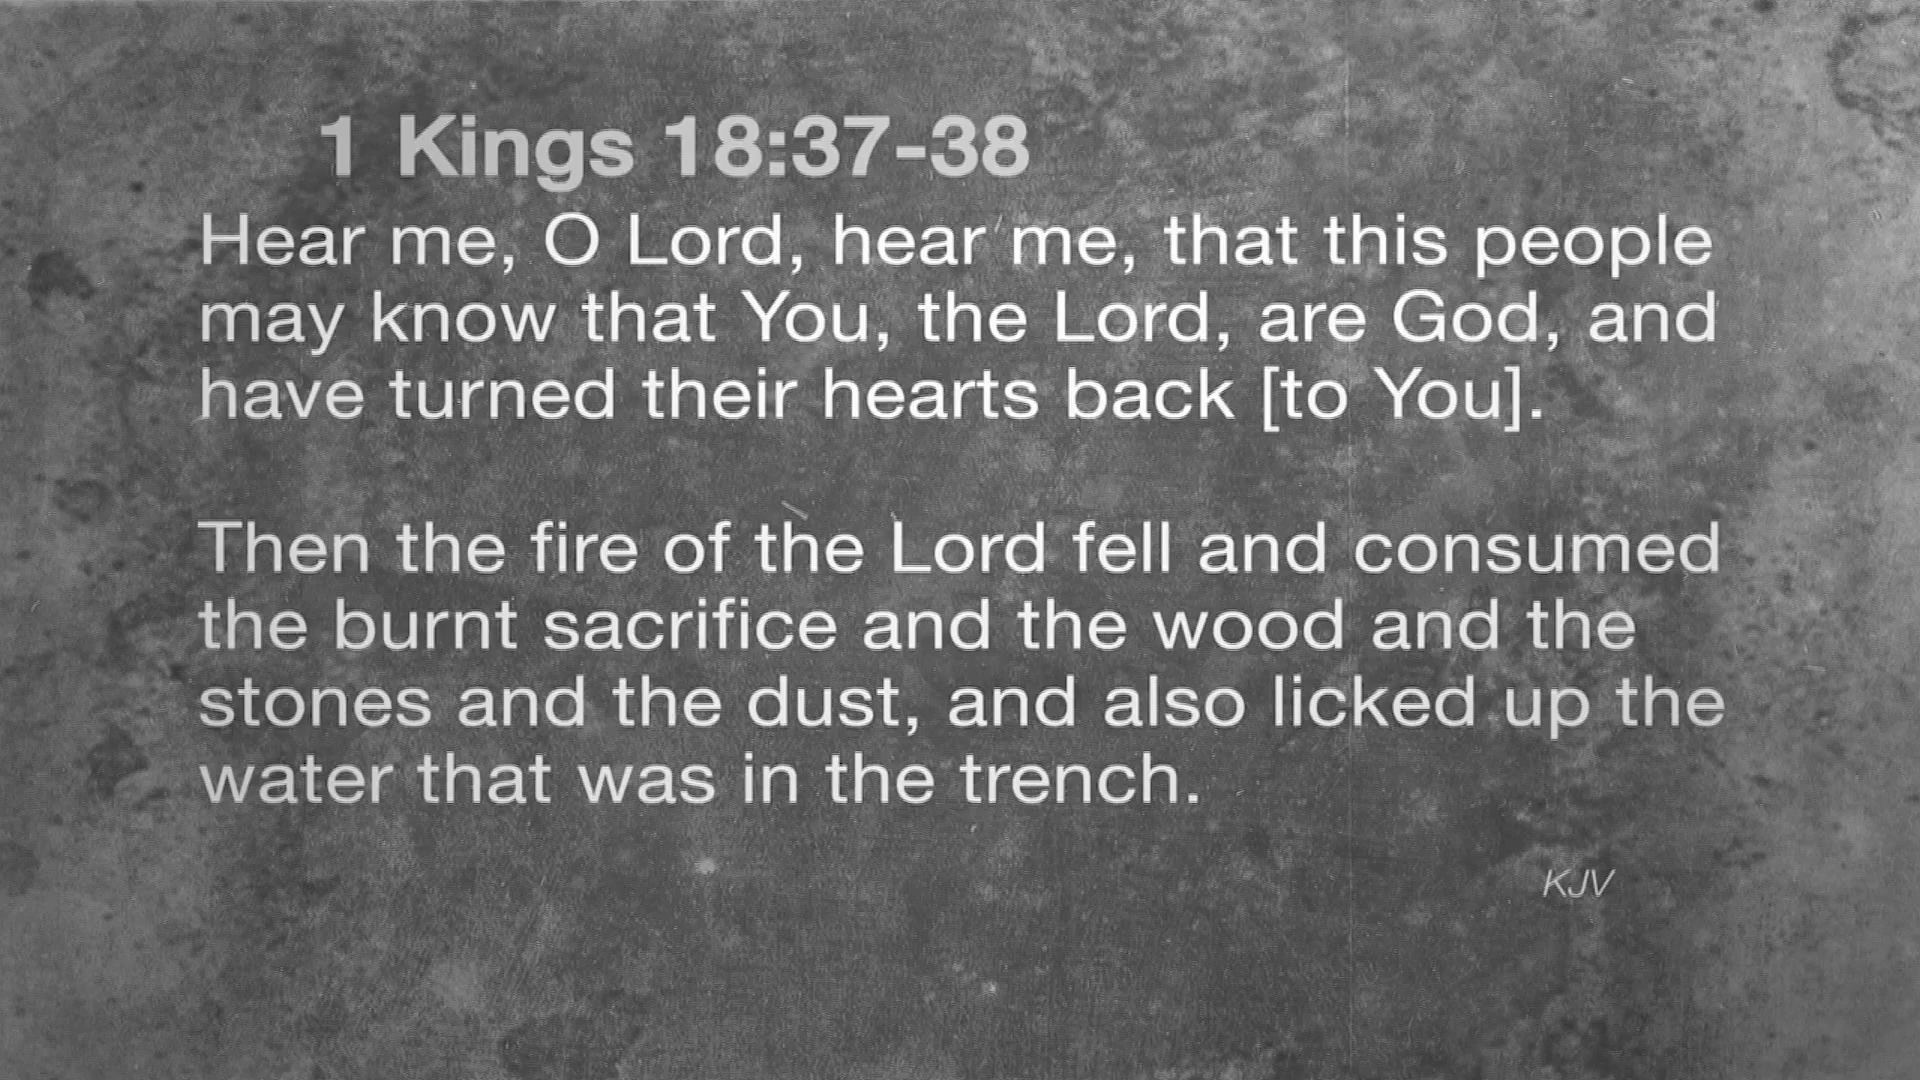 1 Kings 18:37-38
Hear me, O Lord, hear me, that this people
may know that You, the Lord, are God, and
have turned their hearts back [to You].
Then the fire of the Lord fell and consumed
the burnt sacrifice and the wood and the
stones and the dust, and also licked up the
water that was in the trench.
KJV